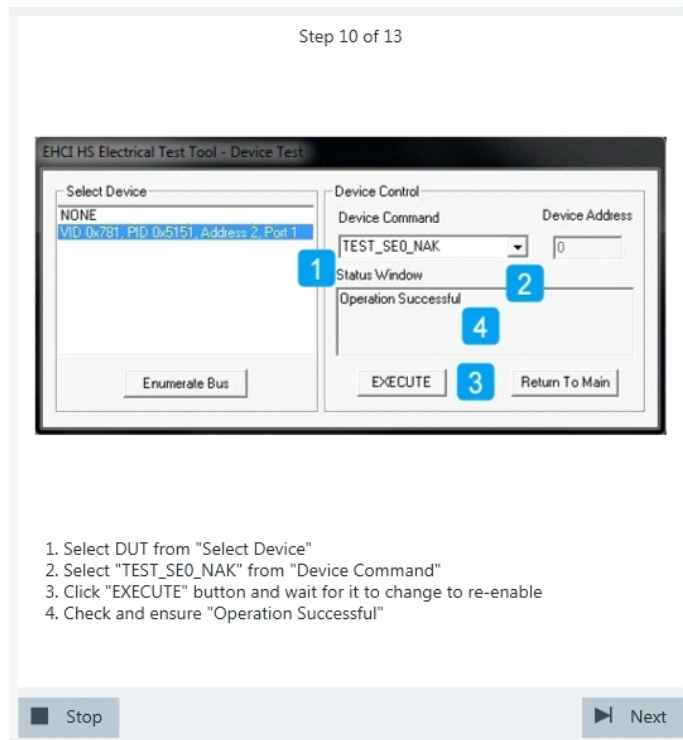 Step 10 of 13
EHCI HS Electrical Test Tool - Device Test
Select Device
NONE
VID 0x781, PID 0x5151, Address 2, Port 1
1
Enumerate Bus
Device Control
Device Command
Device Address
TEST_SE0_NAK
0
2
Status Window
Operation Successful
4
EXECUTE
3
Return To Main
1. Select DUT from "Select Device"
2. Select "TEST_SE0_NAK" from "Device Command"
3. Click "EXECUTE" button and wait for it to change to re-enable
4. Check and ensure "Operation Successful"
Stop
Next